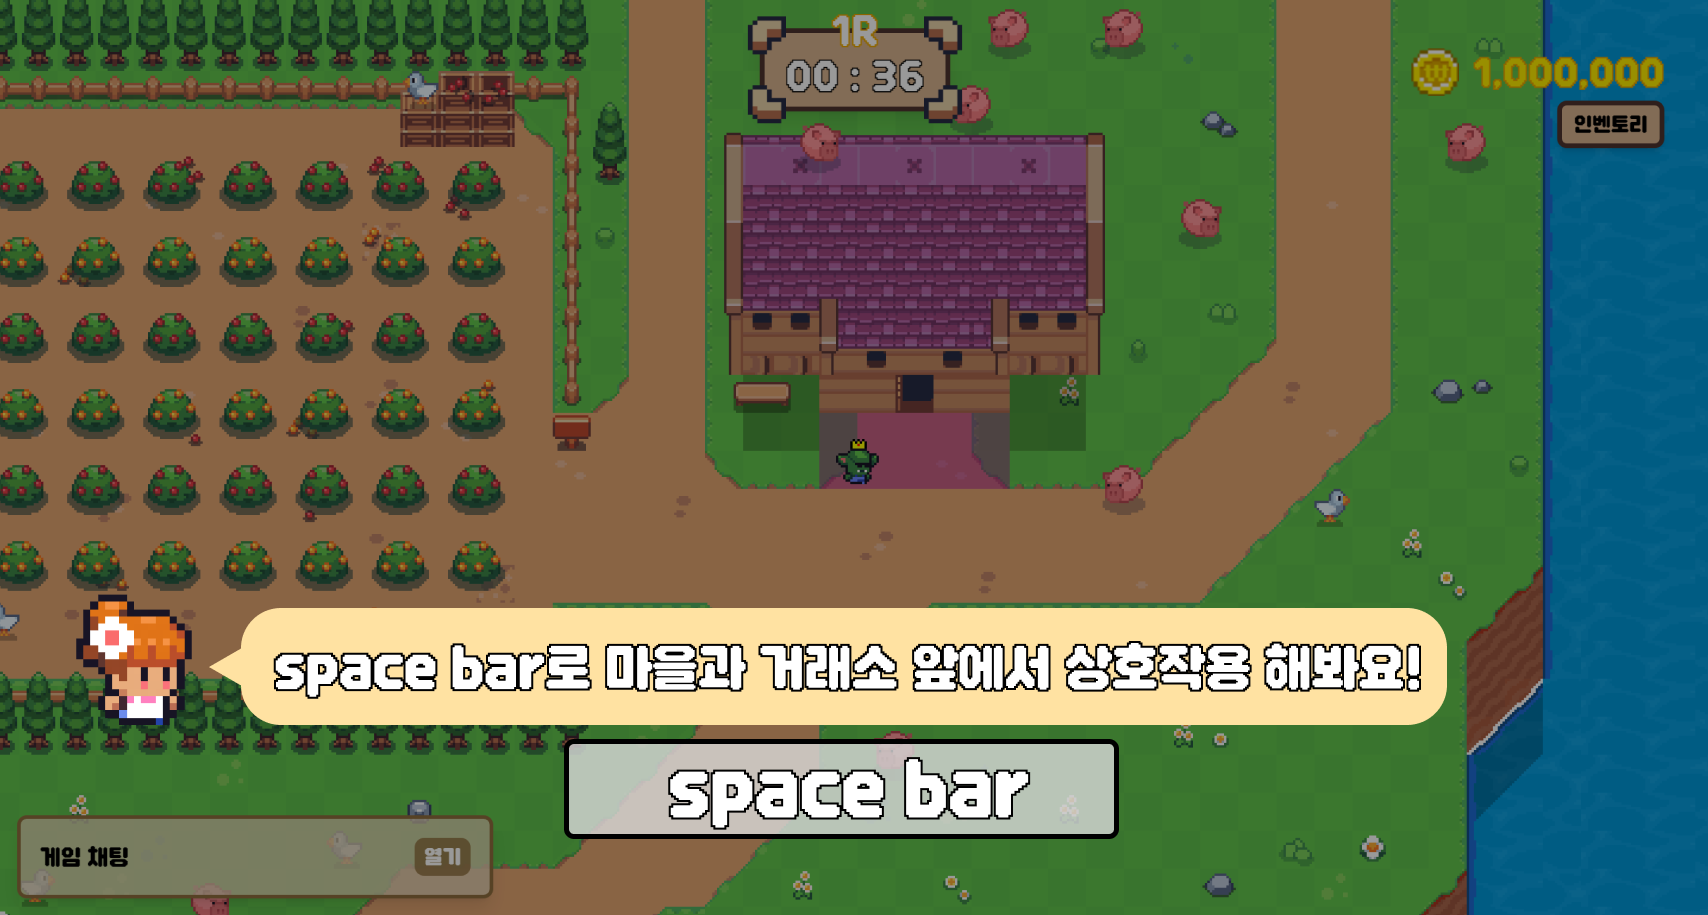 1R
00 : 36
1,000,000
인벤토리
space bar로 마을과 거래소 앞에서 상호작용 해봐요!
space bar
게임 채팅
열기